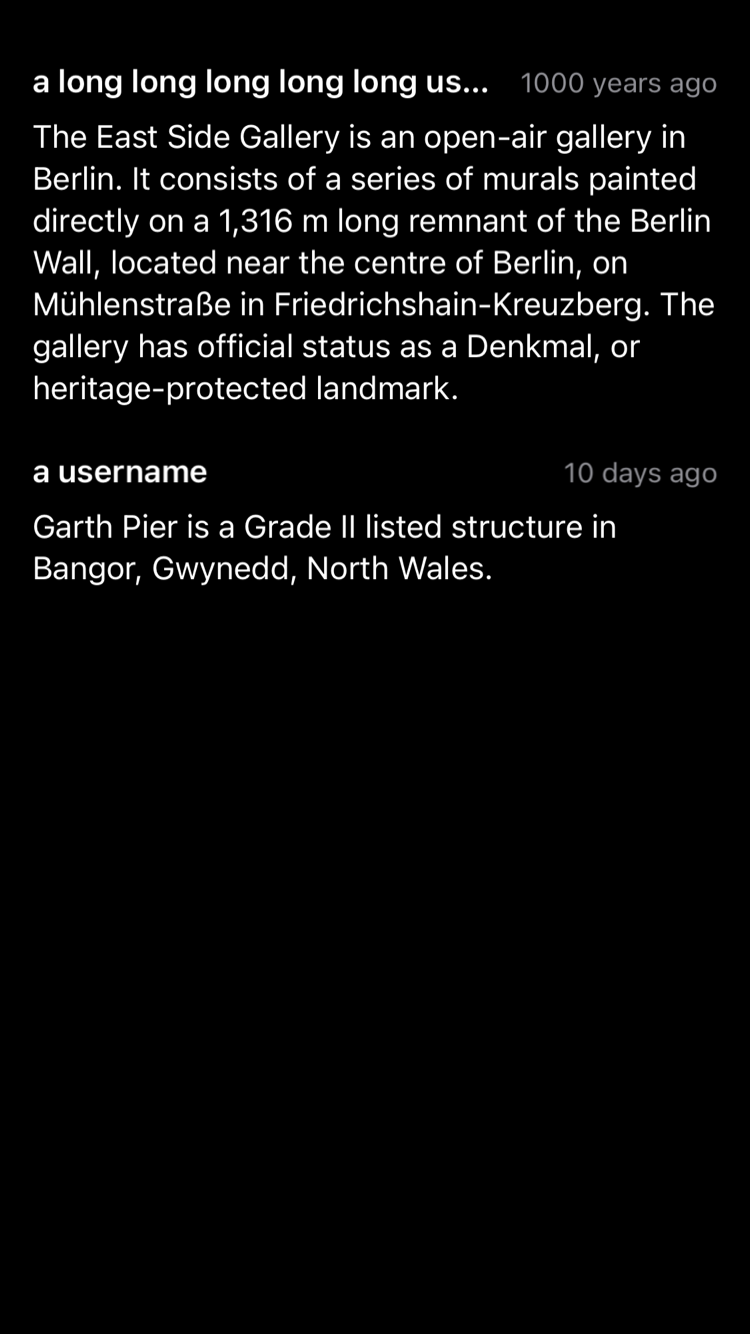 a long long long long long us... 1000 years ago
The East Side Gallery is an open-air gallery in
Berlin. It consists of a series of murals painted
directly on a 1,316 m long remnant of the Berlin
Wall, located near the centre of Berlin, on
Mühlenstraße in Friedrichshain-Kreuzberg. The
gallery has official status as a Denkmal, or
heritage-protected landmark.
a username 10 days ago
Garth Pier is a Grade II listed structure in
Bangor, Gwynedd, North Wales.